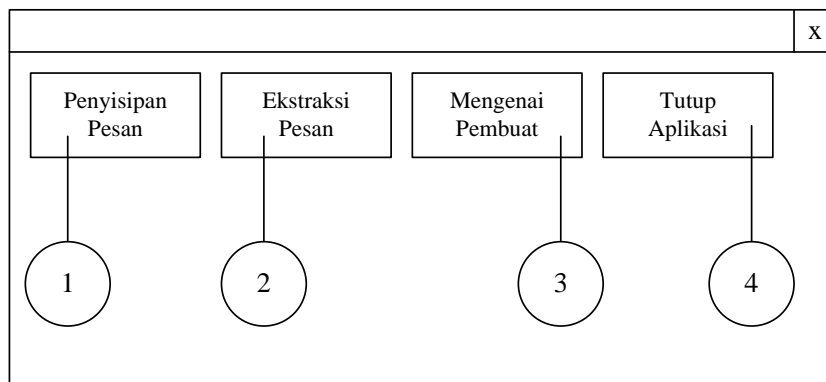 x
Penyisipan
Pesan
Ekstraksi
Pesan
Mengenai
Pembuat
Tutup
Aplikasi
1
2
3
4